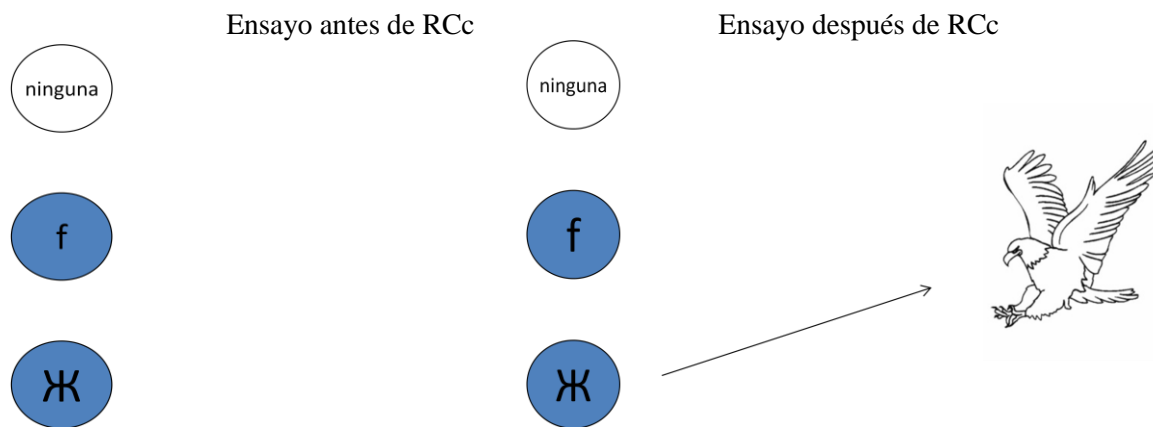 Ensayo antes de RCc
Ensayo después de RCc
ninguna
ninguna
f
f
Ж
Ж